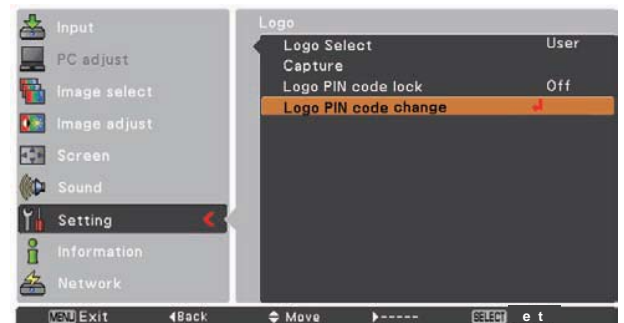 Input
PC adjust
Image select
Image adjust
Screen
Sound
Setting
Information
Network
Logo
Logo Select User
Capture
Logo PIN code lock Off
Logo PIN code change
MENU Exit Back Move ----- SELECT e t